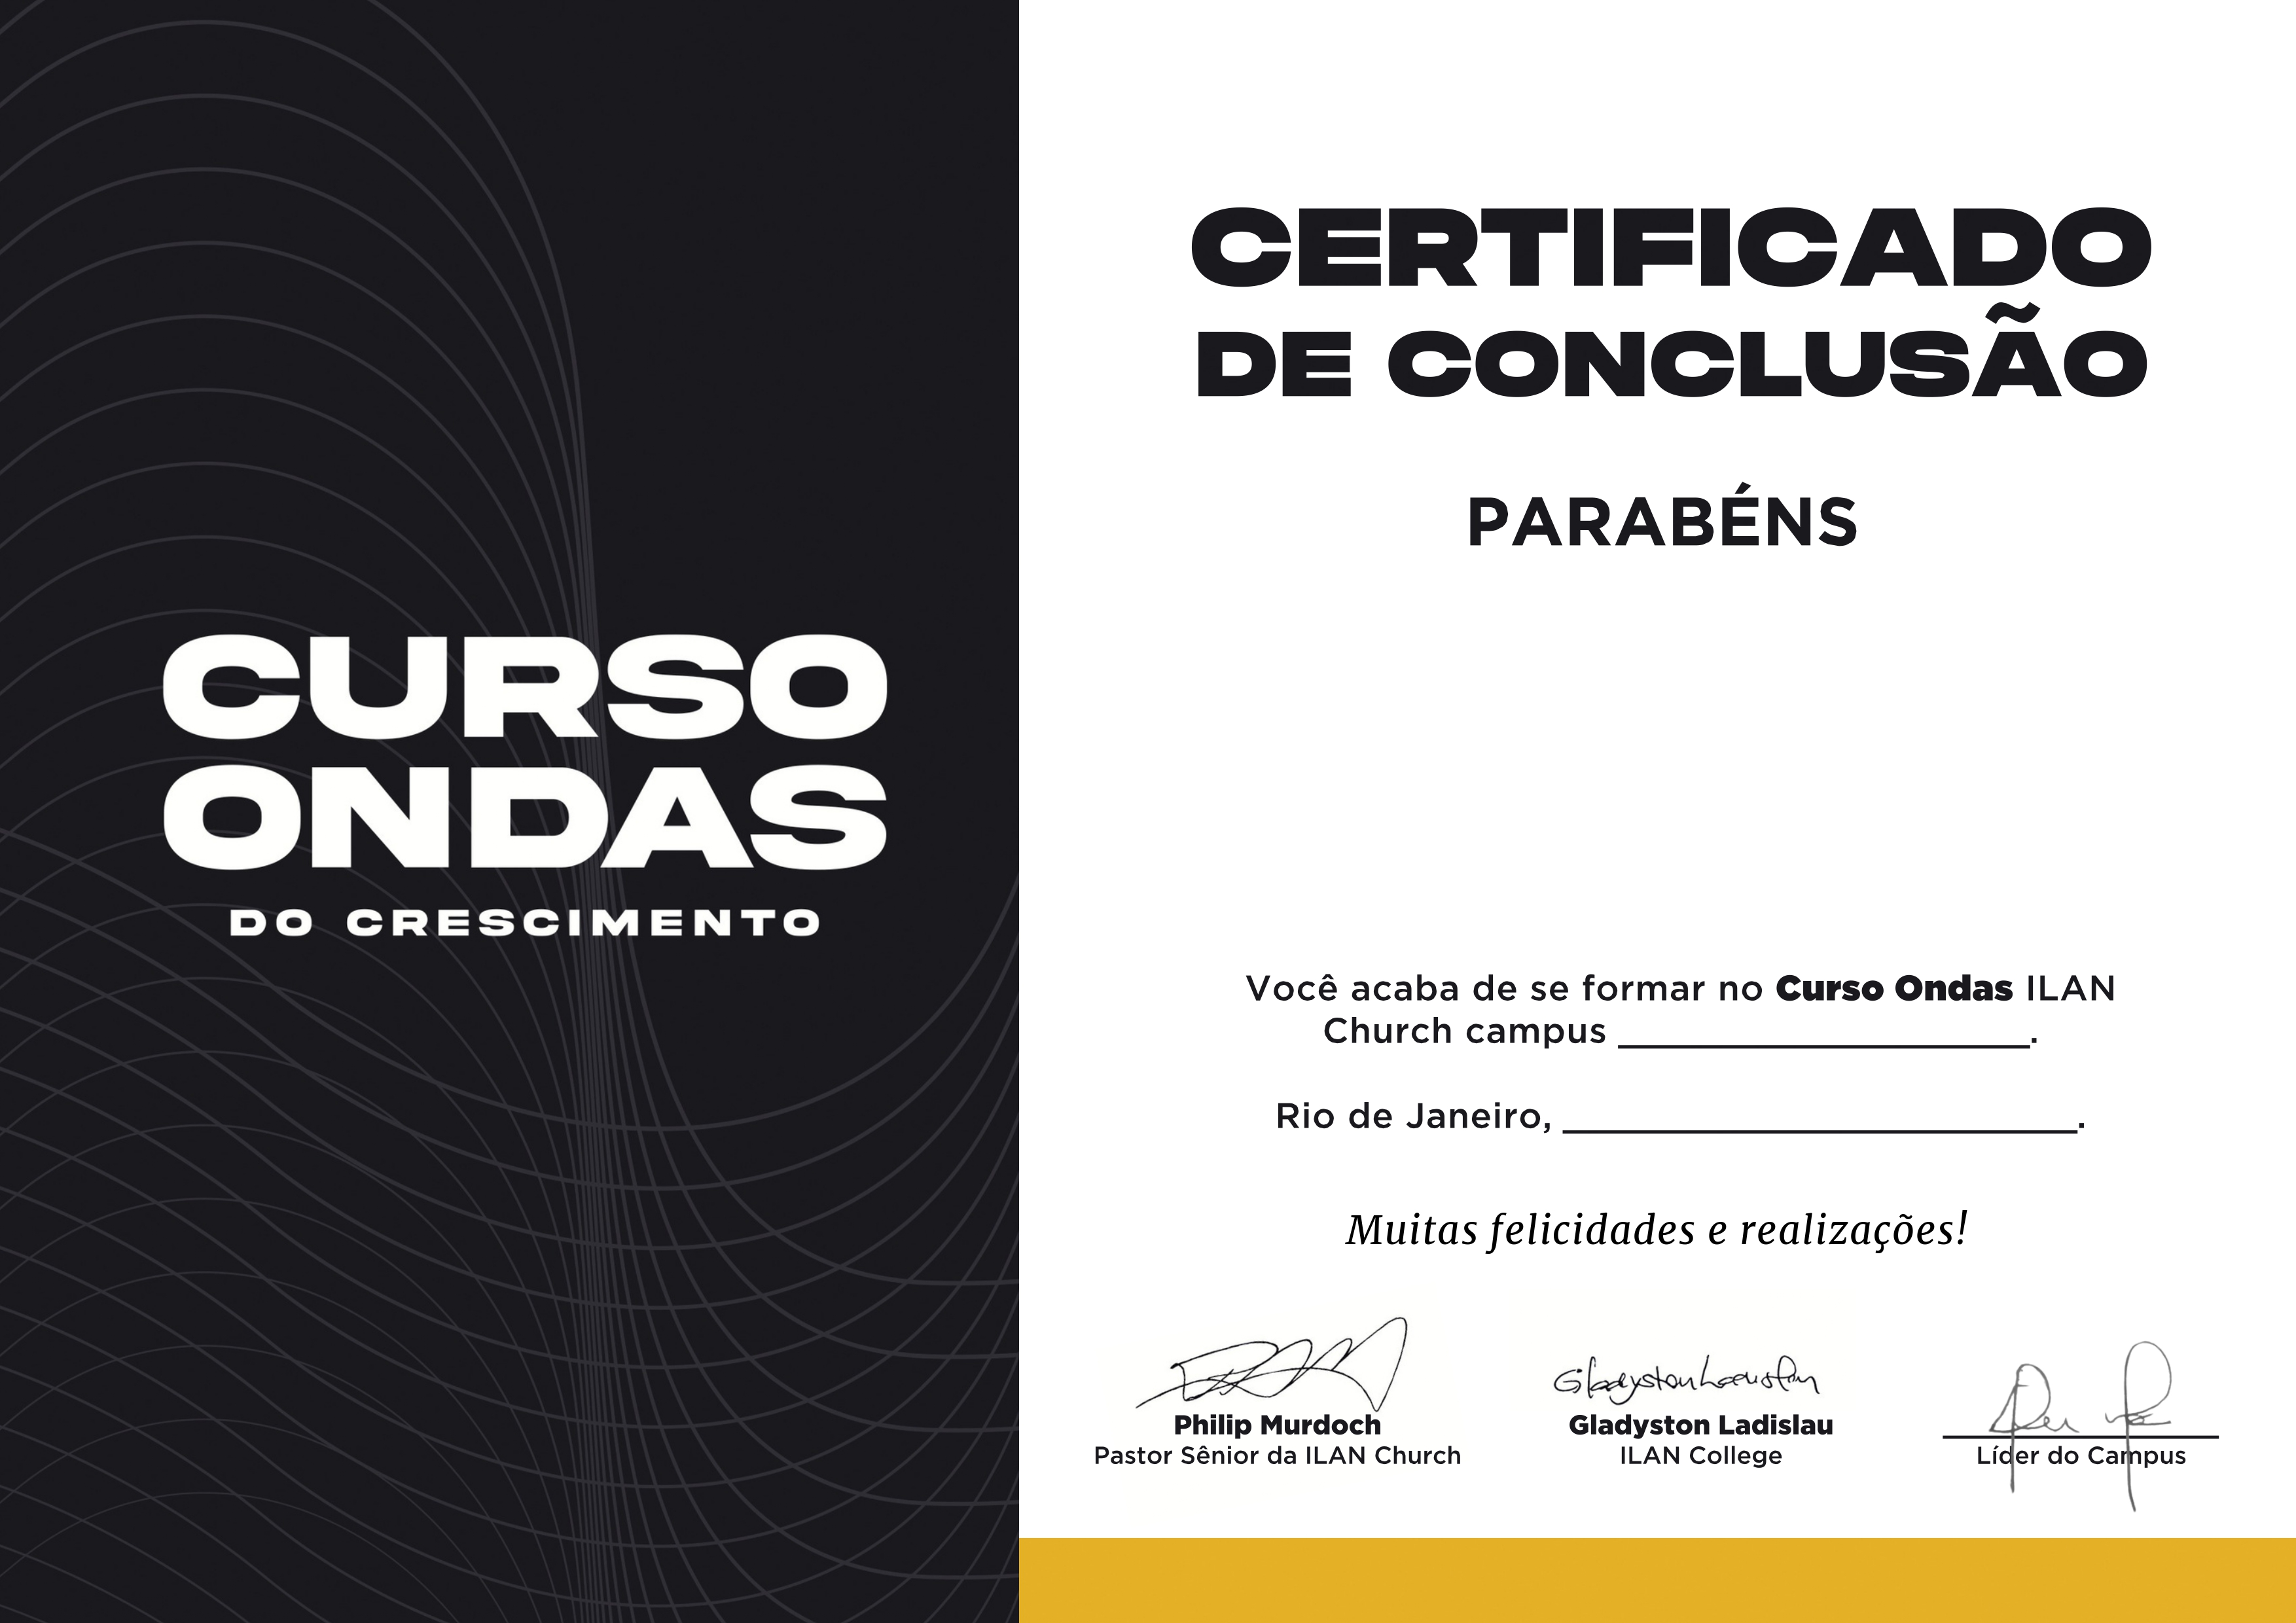 CURSO
ONDAS
DO CRESCIMENTO
CERTIFICADO
DE CONCLUSÃO
PARABÉNS
Você acaba de se formar no Curso Ondas ILAN
Church campus ____________________.
Rio de Janeiro, _________________________.
Muitas felicidades e realizações!
Gladyston Ladislau
Philip Murdoch
Pastor Sênior da ILAN Church
Gladyston Ladislau
ILAN College
Líder do Campus